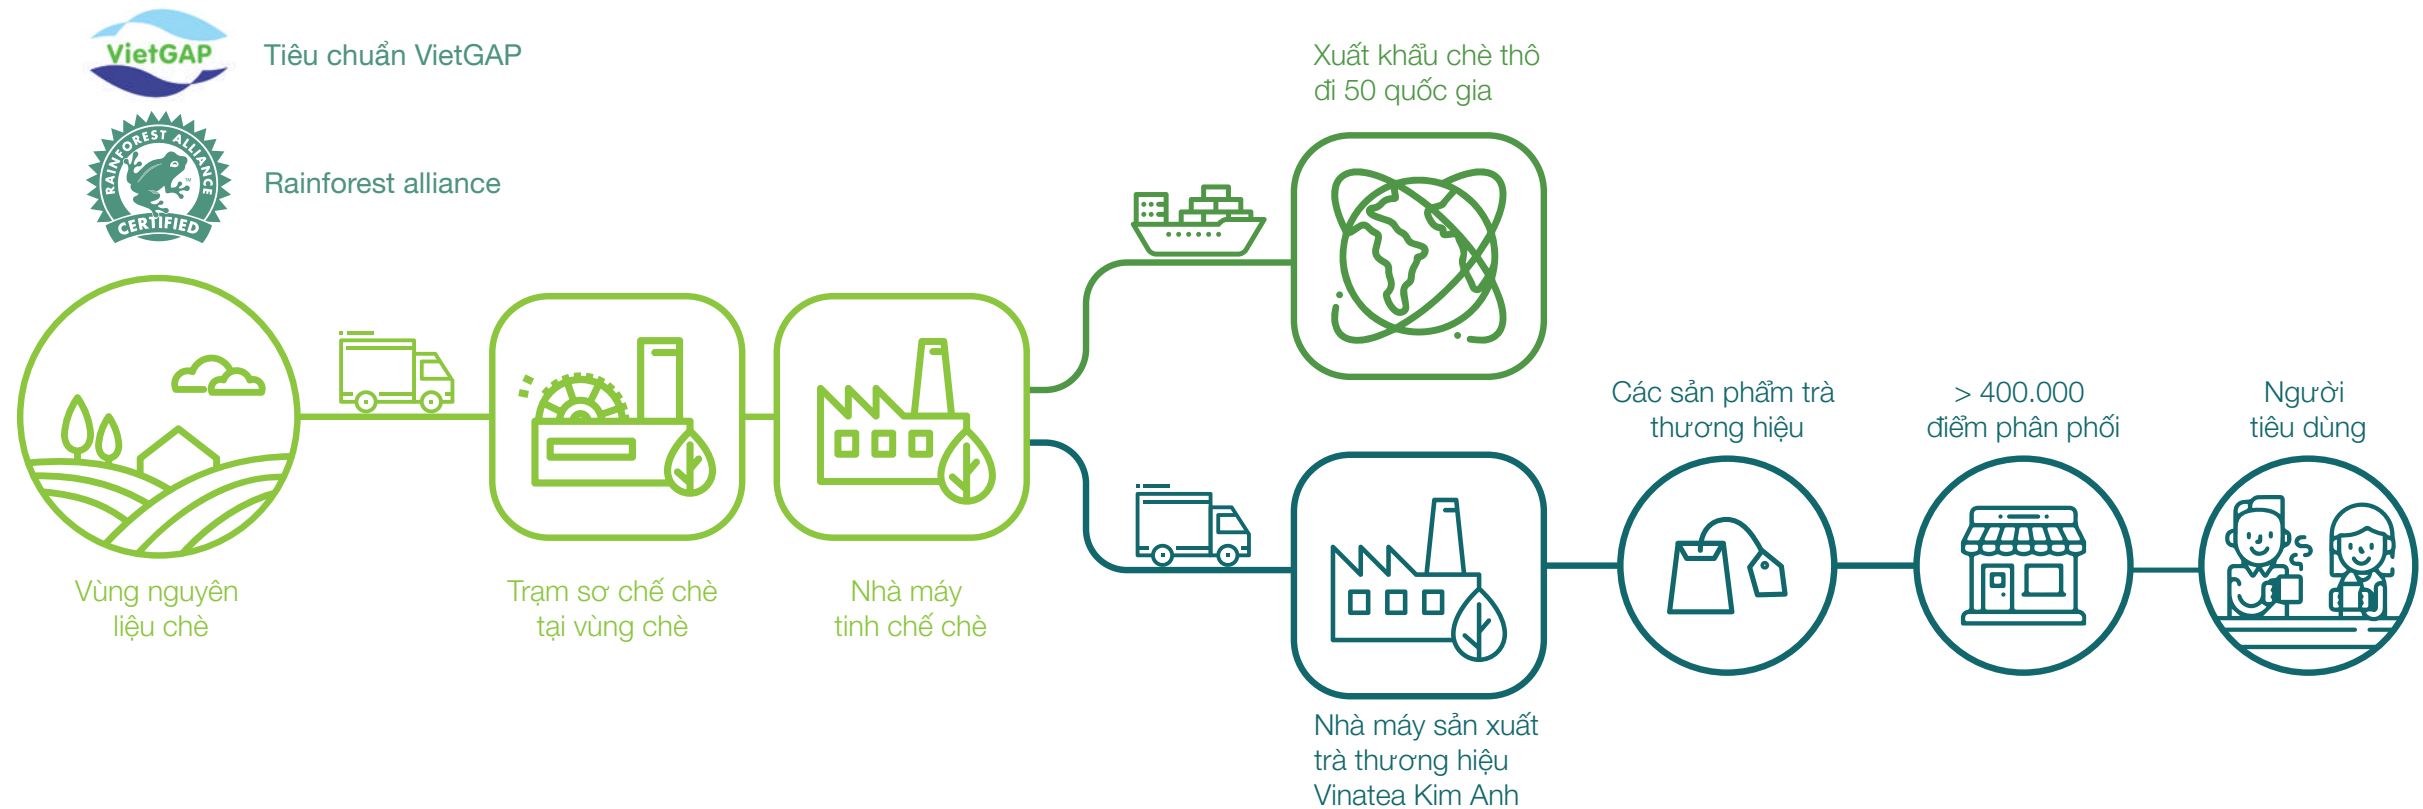 VietGAP
Tiêu chuẩn VietGAP
RAINFOREST ALLIANCE
CERTIFIED
Rainforest alliance
Vùng nguyên
liệu chè
Trạm sơ chế chè
tại vùng chè
Nhà máy
tinh chế chè
Xuất khẩu chè thô
đi 50 quốc gia
Nhà máy sản xuất
trà thương hiệu
Vinatea Kim Anh
Các sản phẩm trà
thương hiệu
> 400.000
điểm phân phối
Người
tiêu dùng